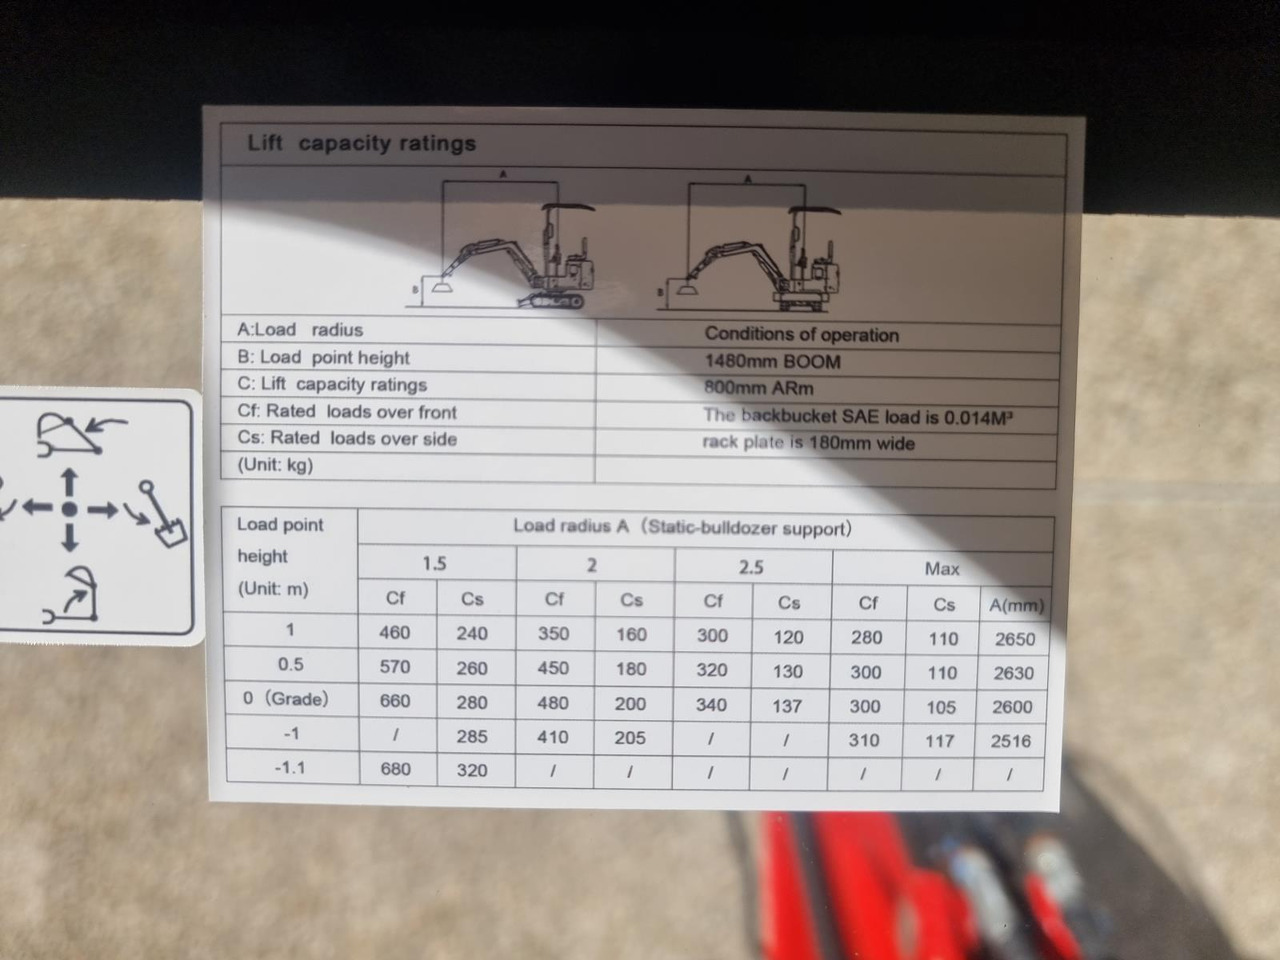 Lift capacity ratings
A
A
B
B
A:Load radius
Conditions of operation
B: Load point height
1480mm BOOM
C: Lift capacity ratings
800mm ARm
Cf: Rated loads over front
The backbucket SAE load is 0.014M³
Cs: Rated loads over side
rack plate is 180mm wide
(Unit: kg)
Load point height (Unit: m)
Load radius A (Static-bulldozer support)
1.5 2 2.5 Max
Cf Cs Cf Cs Cf Cs Cf Cs A(mm)
1 460 240 350 160 300 120 280 110 2650
0.5 570 260 450 180 320 130 300 110 2630
0 (Grade) 660 280 480 200 340 137 300 105 2600
-1 / 285 410 205 / / 310 117 2516
-1.1 680 320 / / / / / / /